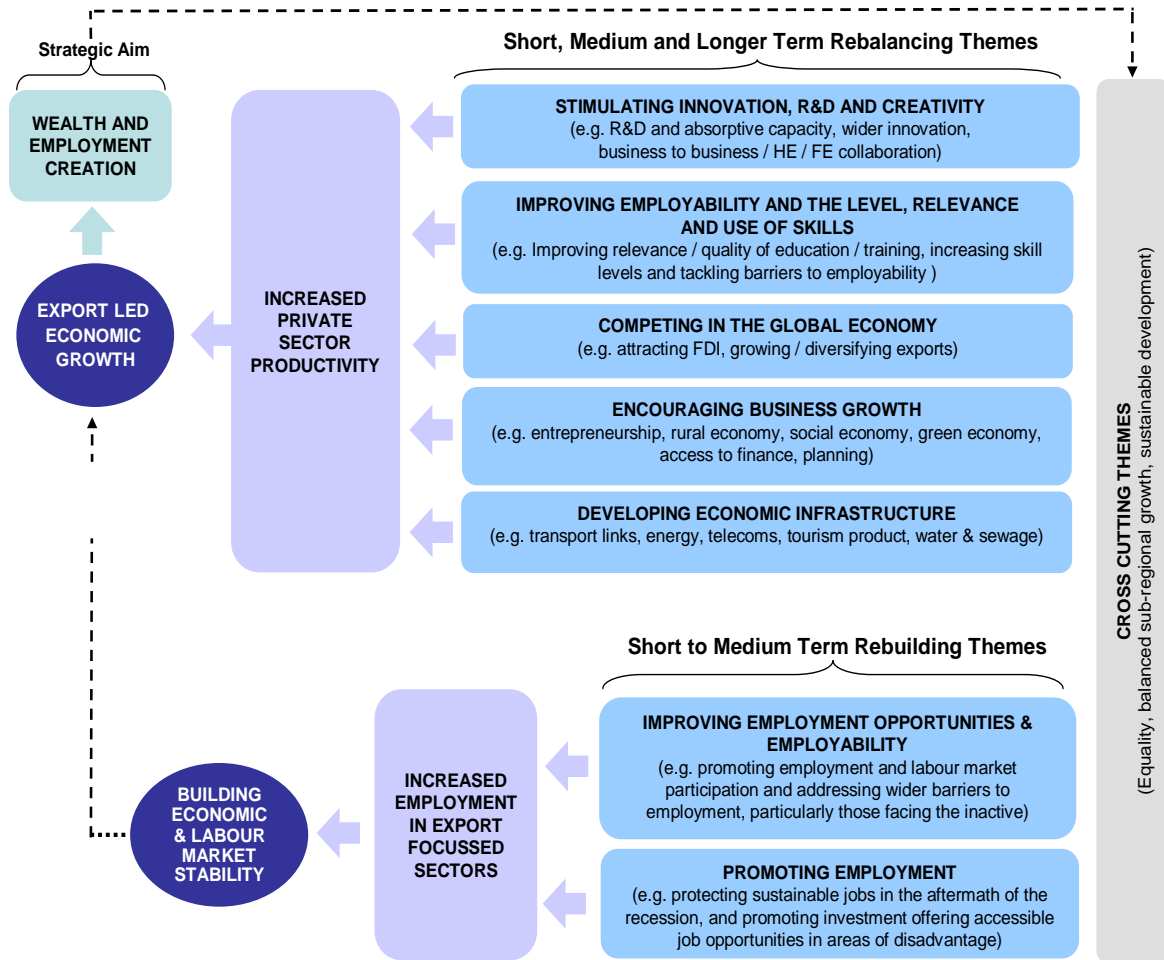 Strategic Aim
WEALTH AND
EMPLOYMENT
CREATION
EXPORT LED
ECONOMIC
GROWTH
INCREASED
PRIVATE
SECTOR
PRODUCTIVITY
Short, Medium and Longer Term Rebalancing Themes
STIMULATING INNOVATION, R&D AND CREATIVITY
(e.g. R&D and absorptive capacity, wider innovation,
business to business / HE / FE collaboration)
IMPROVING EMPLOYABILITY AND THE LEVEL, RELEVANCE
AND USE OF SKILLS
(e.g. Improving relevance / quality of education / training, increasing skill
levels and tackling barriers to employability )
COMPETING IN THE GLOBAL ECONOMY
(e.g. attracting FDI, growing / diversifying exports)
ENCOURAGING BUSINESS GROWTH
(e.g. entrepreneurship, rural economy, social economy, green economy,
access to finance, planning)
DEVELOPING ECONOMIC INFRASTRUCTURE
(e.g. transport links, energy, telecoms, tourism product, water & sewage)
Short to Medium Term Rebuilding Themes
BUILDING
ECONOMIC
& LABOUR
MARKET
STABILITY
INCREASED
EMPLOYMENT
IN EXPORT
FOCUSSED
SECTORS
IMPROVING EMPLOYMENT OPPORTUNITIES &
EMPLOYABILITY
(e.g. promoting employment and labour market
participation and addressing wider barriers to
employment, particularly those facing the inactive)
PROMOTING EMPLOYMENT
(e.g. protecting sustainable jobs in the aftermath of the
recession, and promoting investment offering accessible
job opportunities in areas of disadvantage)
CROSS CUTTING THEMES
(Equality, balanced sub-regional growth, sustainable development)